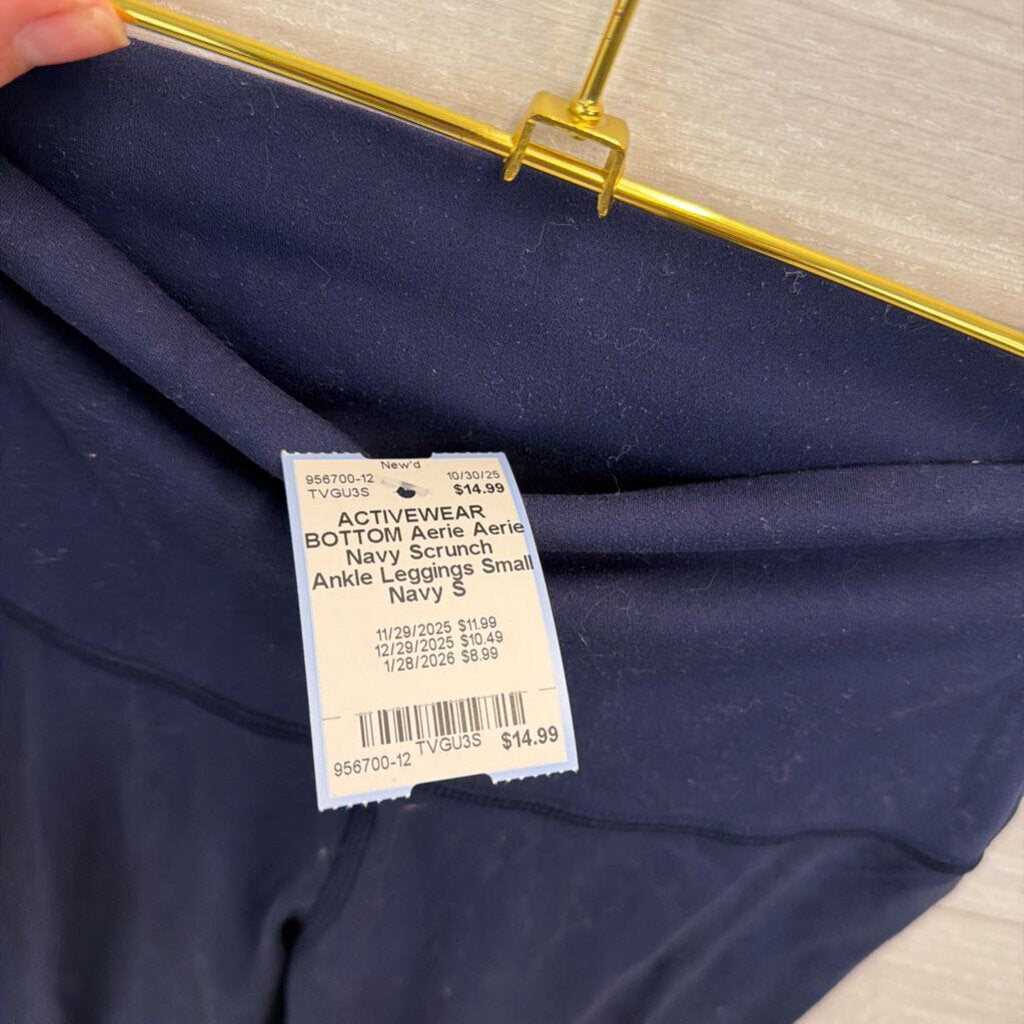 New'd
956700-12 10/30/25
TVGU3S $14.99
ACTIVEWEAR
BOTTOM Aerie Aerie
Navy Scrunch
Ankle Leggings Small
Navy S
11/29/2025 $11.99
12/29/2025 $10.49
1/28/2026 $8.99
956700-12 TVGU3S $14.99